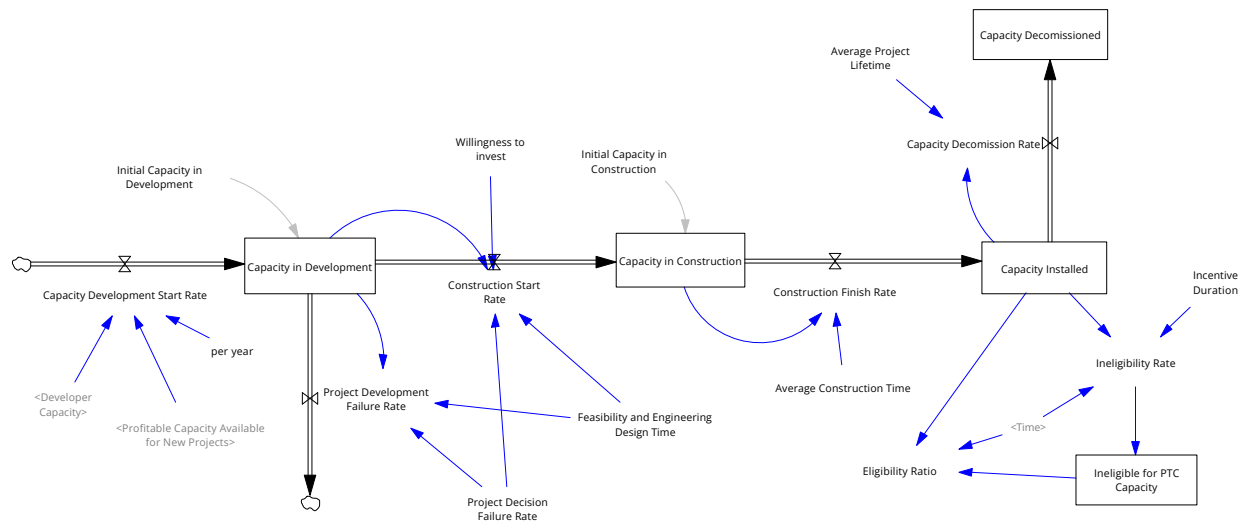 Capacity Decomissioned
Average Project
Lifetime
Capacity Decomission Rate
Willingness to
invest
Initial Capacity in
Construction
Initial Capacity in
Development
Capacity in Development
Capacity in Construction
Capacity Installed
Capacity Development Start Rate
Construction Start
Rate
Construction Finish Rate
Incentive
Duration
per year
Ineligibility Rate
<Developer
Capacity>
<Profitable Capacity Available
for New Projects>
Project Development
Failure Rate
Average Construction Time
Feasibility and Engineering
Design Time
<Time>
Eligibility Ratio
Ineligible for PTC
Capacity
Project Decision
Failure Rate